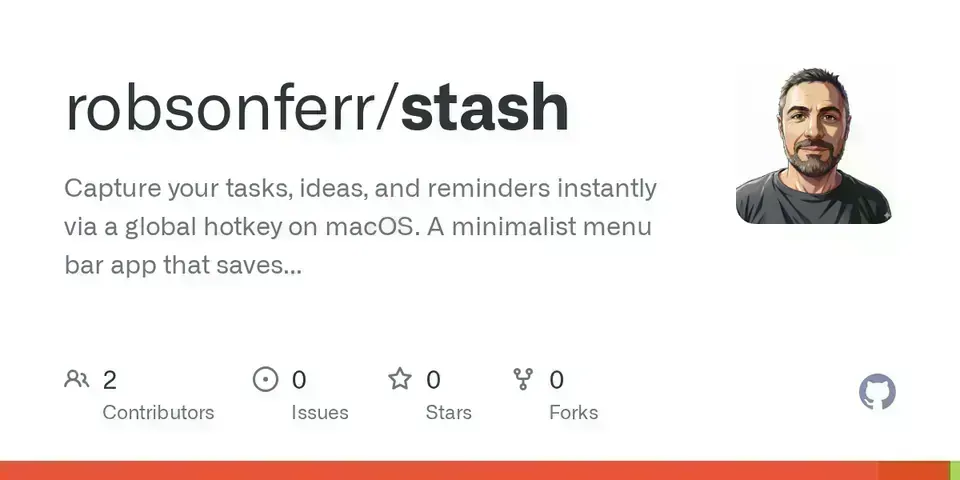 robsonferr/stash
Capture your tasks, ideas, and reminders instantly
via a global hotkey on macOS. A minimalist menu
bar app that saves...
2
Contributors
0
Issues
0
Stars
0
Forks